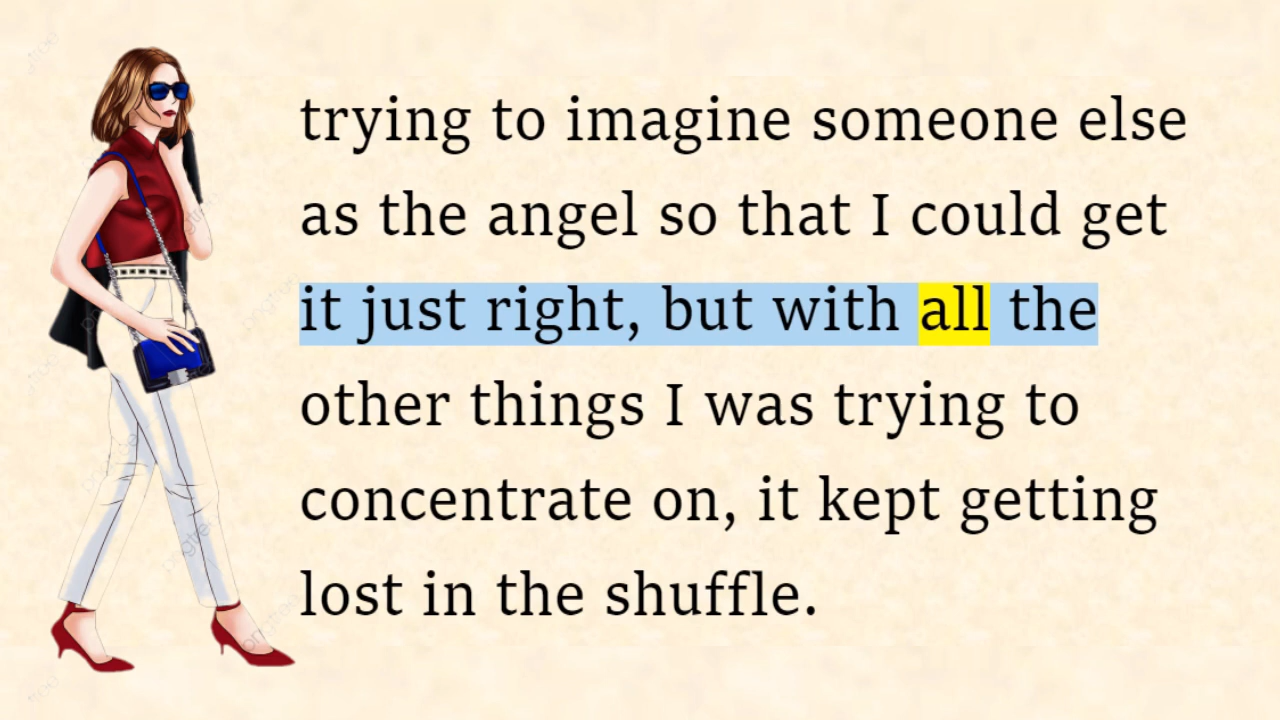 trying to imagine someone else
as the angel so that I could get
it just right, but with all the
other things I was trying to
concentrate on, it kept getting
lost in the shuffle.